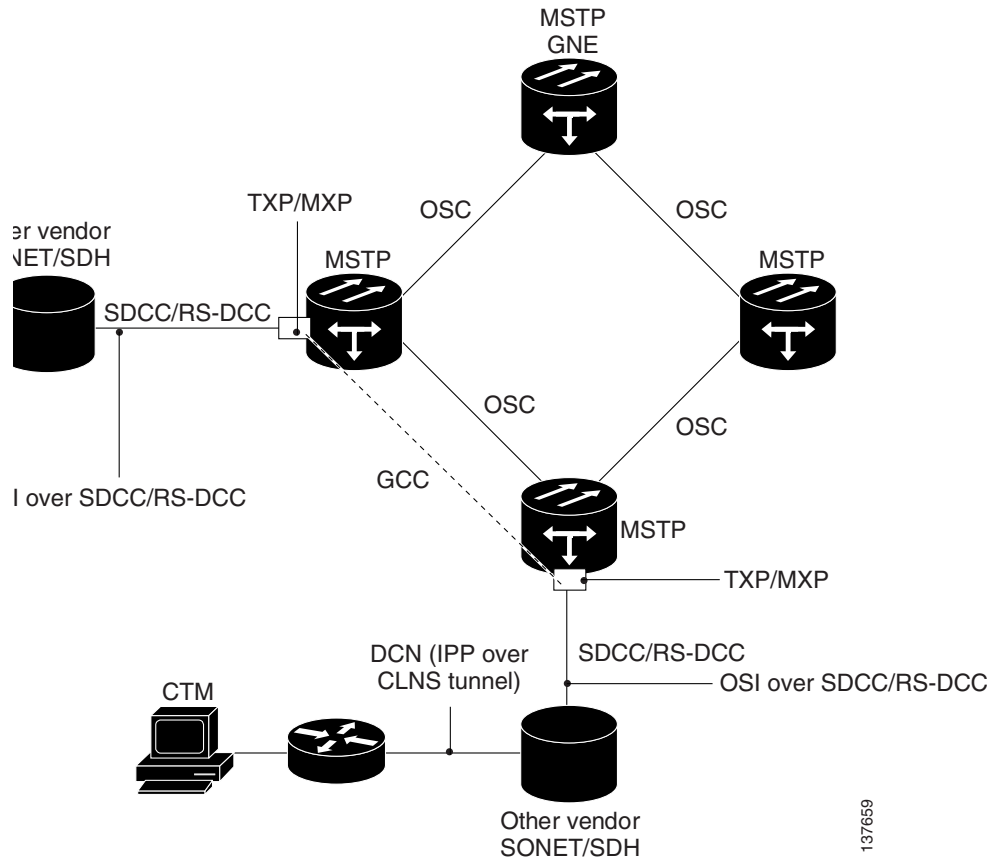 MSTP
GNE
OSC
OSC
TXP/MXP
er vendor
NET/SDH
MSTP
MSTP
SDCC/RS-DCC
OSC
OSC
GCC
I over SDCC/RS-DCC
MSTP
TXP/MXP
SDCC/RS-DCC
DCN (IPP over
CLNS tunnel)
OSI over SDCC/RS-DCC
CTM
Other vendor
SONET/SDH
137659